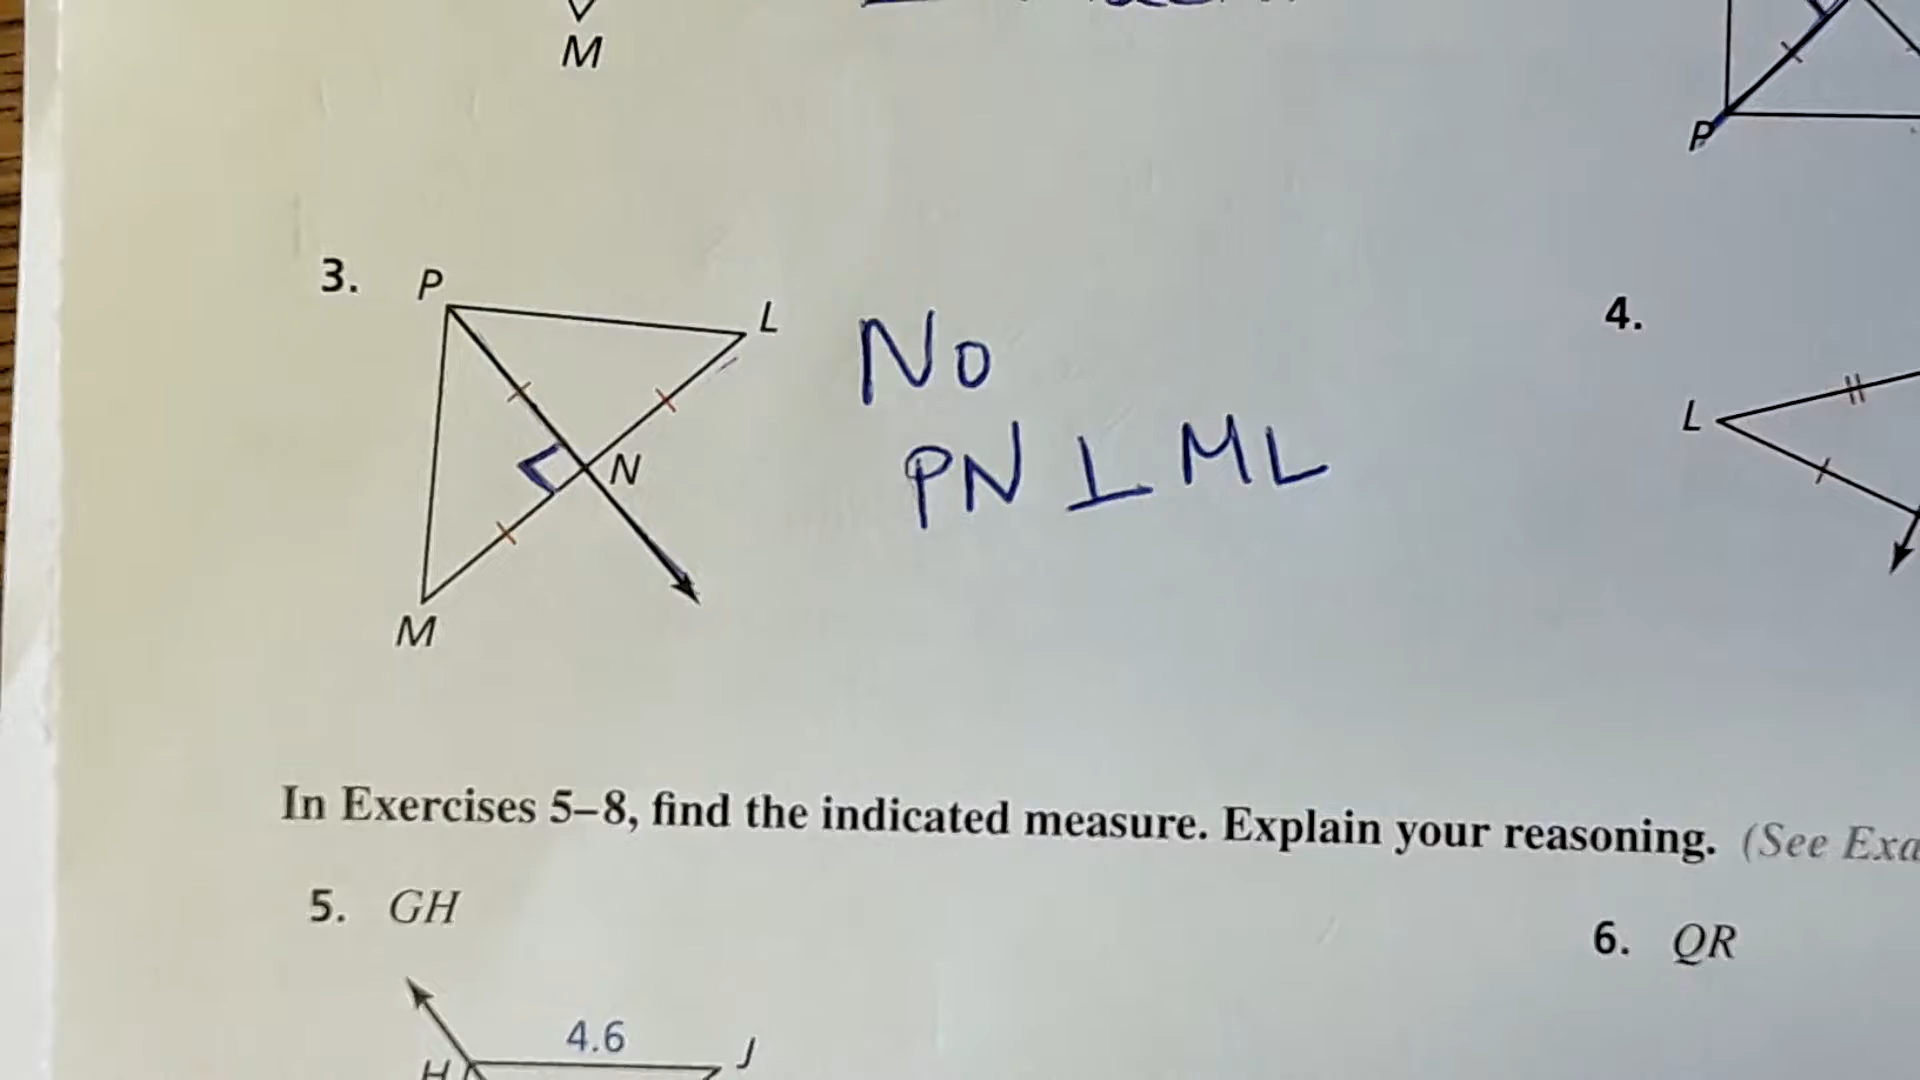 M
P
3.
P
L
N
M
No
PN ⊥ ML
4.
L
In Exercises 5–8, find the indicated measure. Explain your reasoning. (See Exa
5. GH
6. QR
4.6
H
J